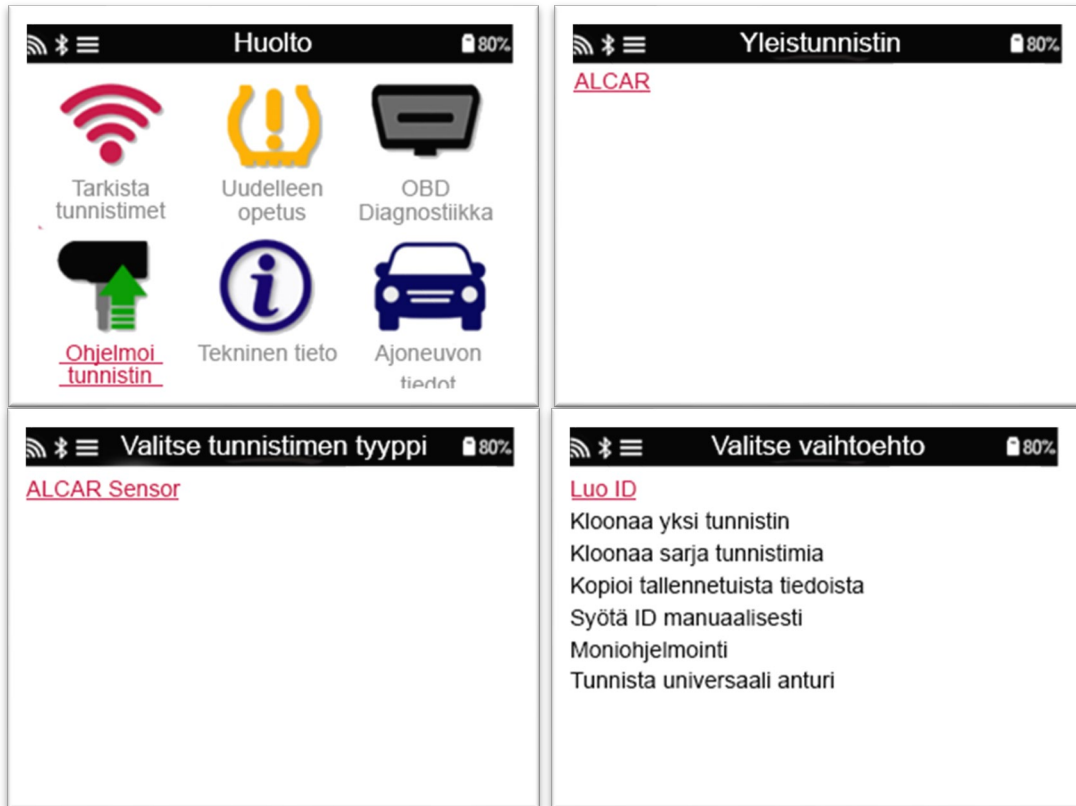 Huolto
80%
Tarkista
tunnistimet
Uudelleen
opetus
OBD
Diagnostiikka
Ohjelmoi
tunnistin
Tekninen tieto
Ajoneuvon
tiedot
Yleistunnistin
80%
ALCAR
Valitse tunnistimen tyyppi
80%
ALCAR Sensor
Valitse vaihtoehto
80%
Luo ID
Kloonaa yksi tunnistin
Kloonaa sarja tunnistimia
Kopioi tallennetuista tiedoista
Syötä ID manuaalisesti
Moniohjelmointi
Tunnista universaali anturi